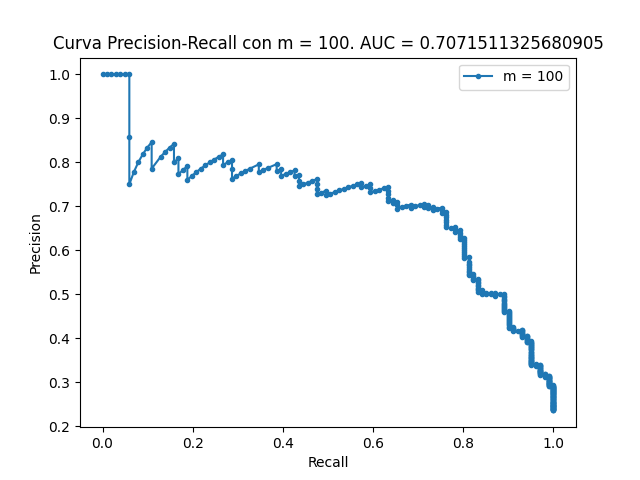 Curva Precision-Recall con m = 100. AUC = 0.7071511325680905
m = 100
1.0
0.9
0.8
0.7
0.6
0.5
0.4
0.3
0.2
Precision
0.0 0.2 0.4 0.6 0.8 1.0
Recall